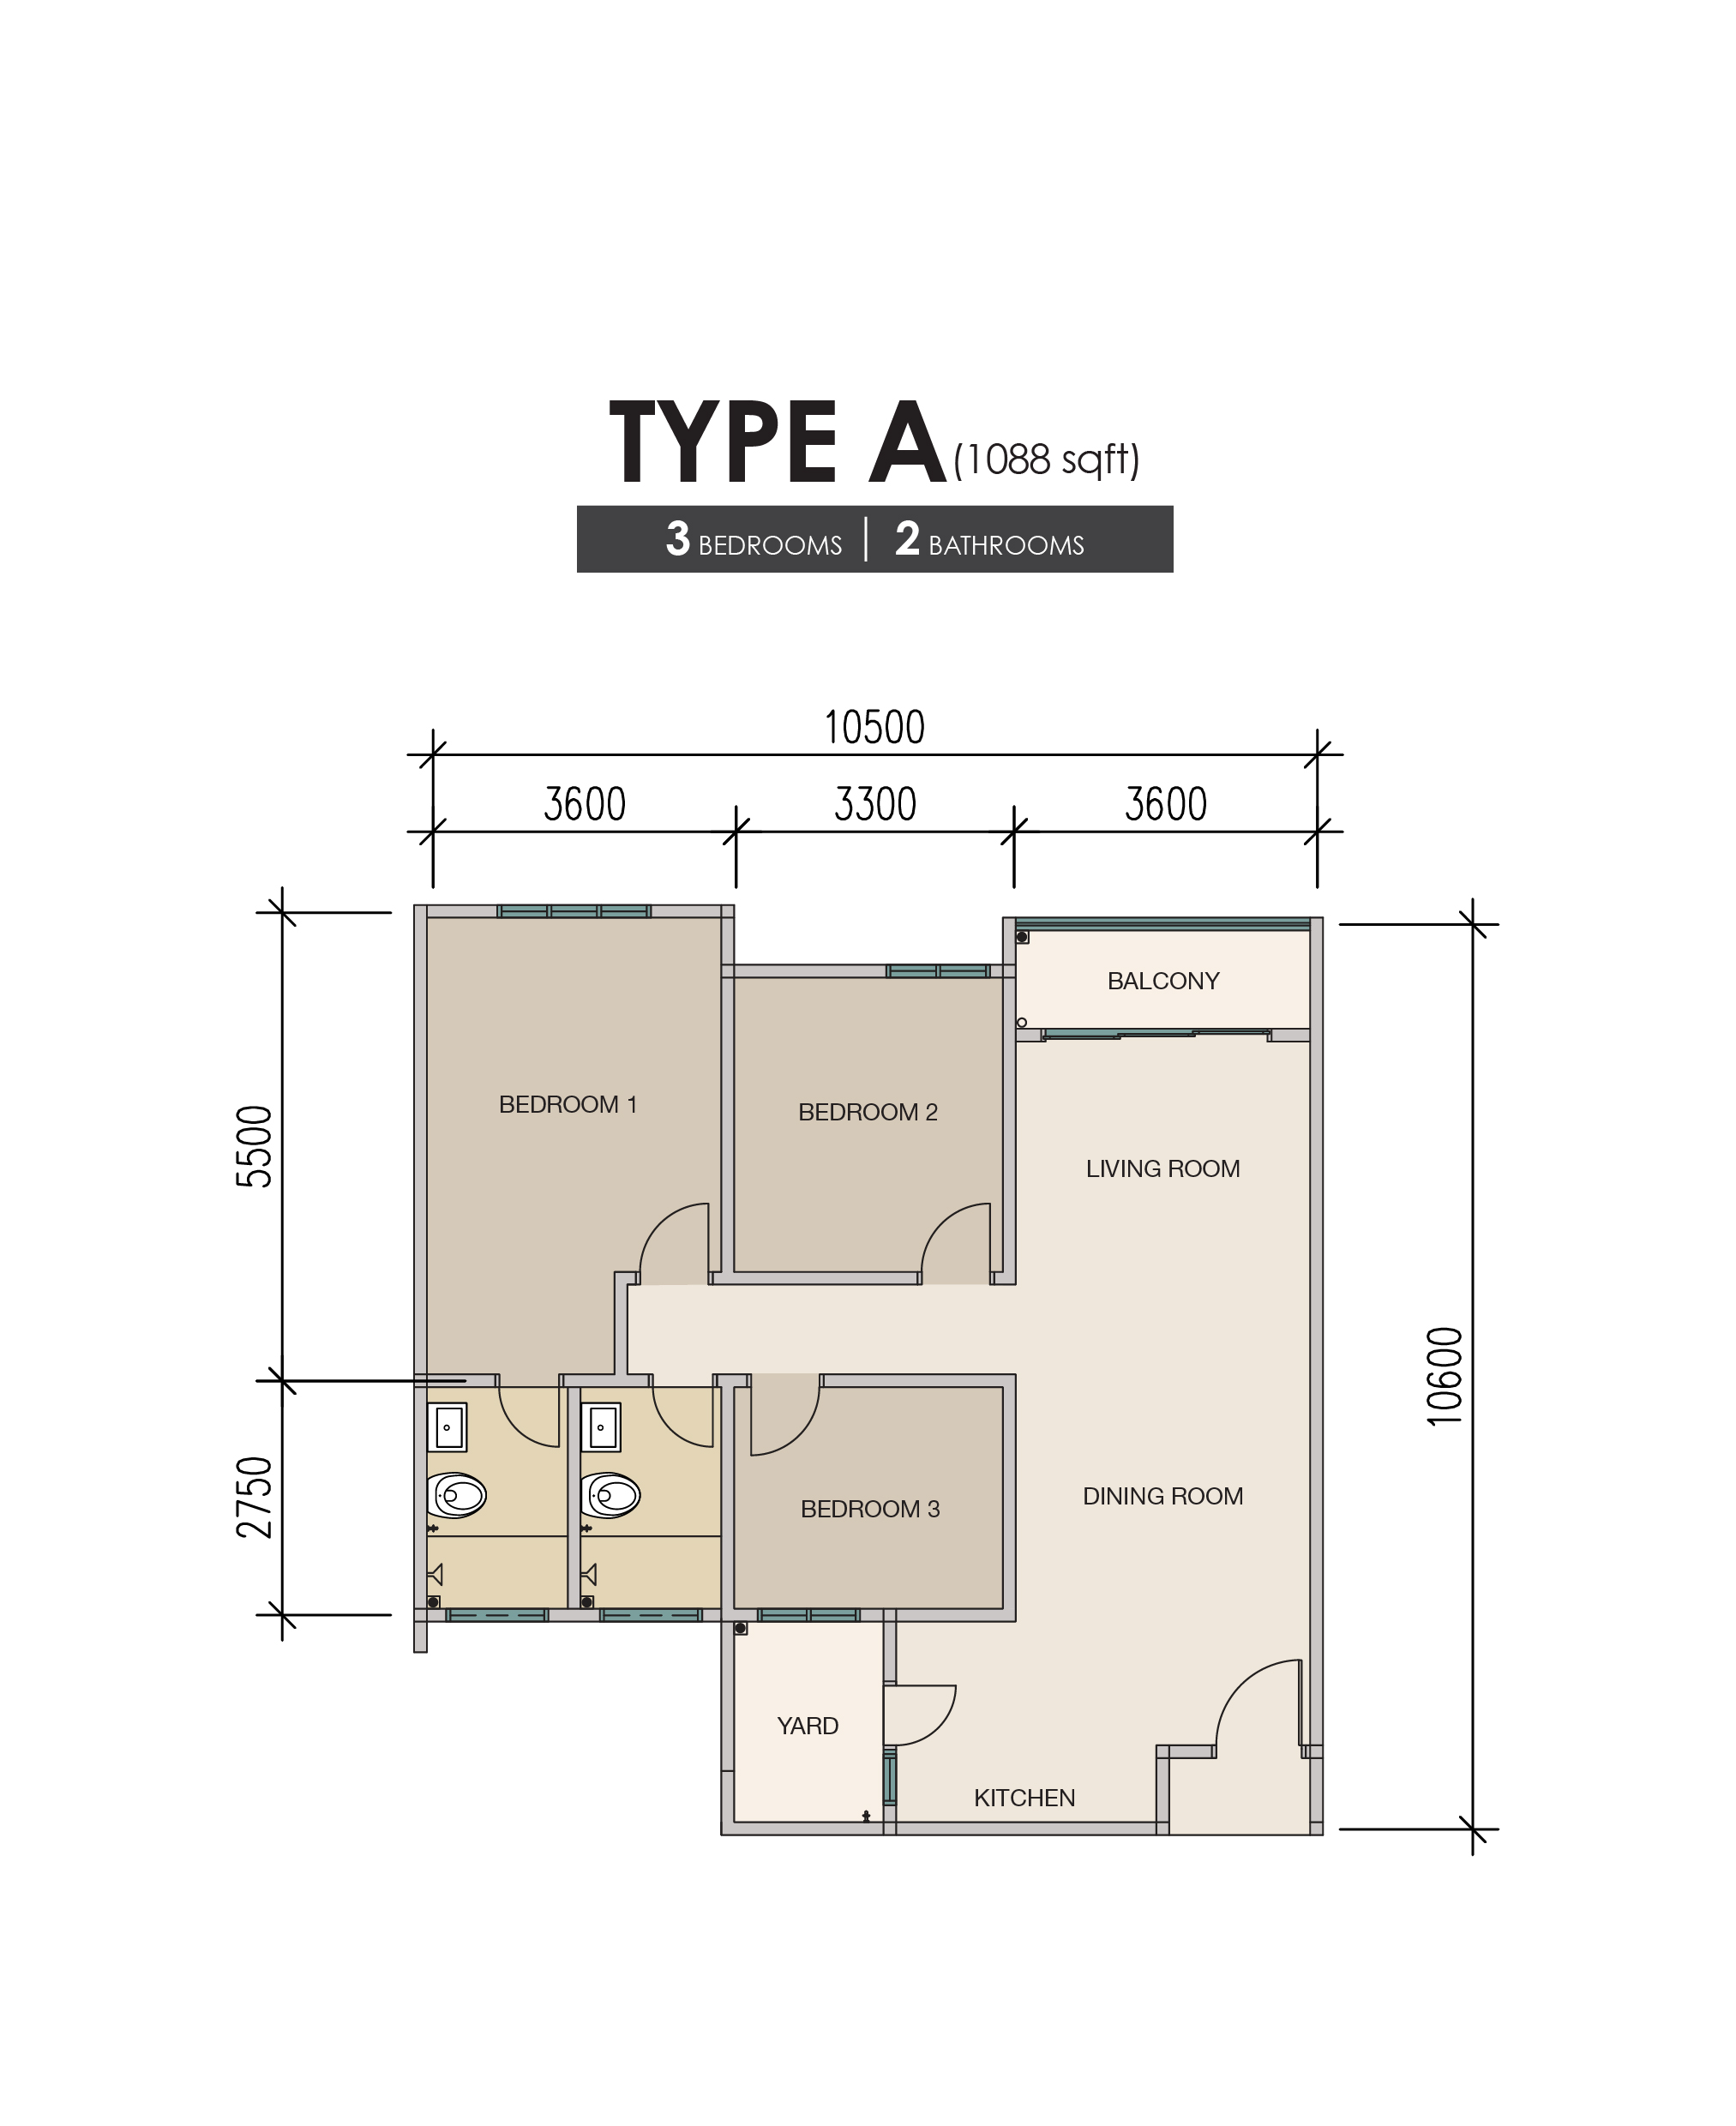 TYPE A (1088 sqft)
3 BEDROOMS | 2 BATHROOMS
10500
3600 3300 3600
BALCONY
BEDROOM 1
BEDROOM 2
5500
LIVING ROOM
10600
2750
DINING ROOM
BEDROOM 3
YARD
KITCHEN